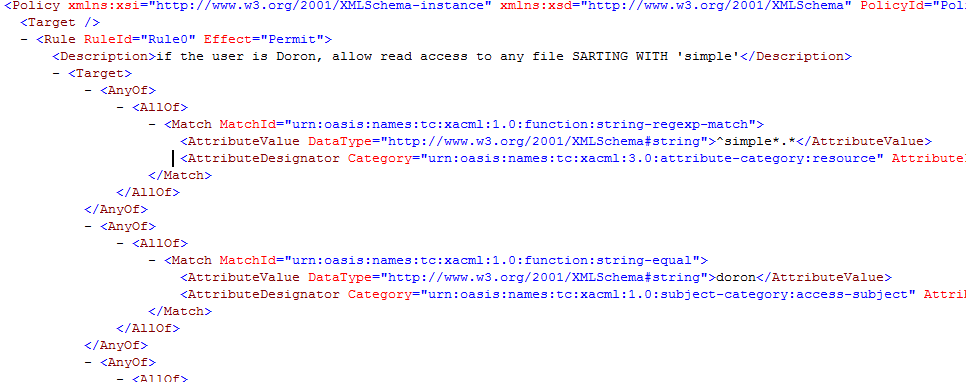 <Policy xmlns:xsi="http://www.w3.org/2001/XMLSchema-instance" xmlns:xsd="http://www.w3.org/2001/XMLSchema" PolicyId="Pol
<Target />
- <Rule RuleId="Rule0" Effect="Permit">
<Description>if the user is Doron, allow read access to any file SARTING WITH 'simple'</Description>
- <Target>
- <AnyOf>
- <AllOf>
- <Match MatchId="urn:oasis:names:tc:xacml:1.0:function:string-regexp-match">
<AttributeValue DataType="http://www.w3.org/2001/XMLSchema#string">^simple*.*</AttributeValue>
<AttributeDesignator Category="urn:oasis:names:tc:xacml:3.0:attribute-category:resource" Attribute
</Match>
</AllOf>
</AnyOf>
- <AnyOf>
- <AllOf>
- <Match MatchId="urn:oasis:names:tc:xacml:1.0:function:string-equal">
<AttributeValue DataType="http://www.w3.org/2001/XMLSchema#string">doron</AttributeValue>
<AttributeDesignator Category="urn:oasis:names:tc:xacml:1.0:subject-category:access-subject" Attri
</Match>
</AllOf>
</AnyOf>
- <AnyOf>
- <AllOf>